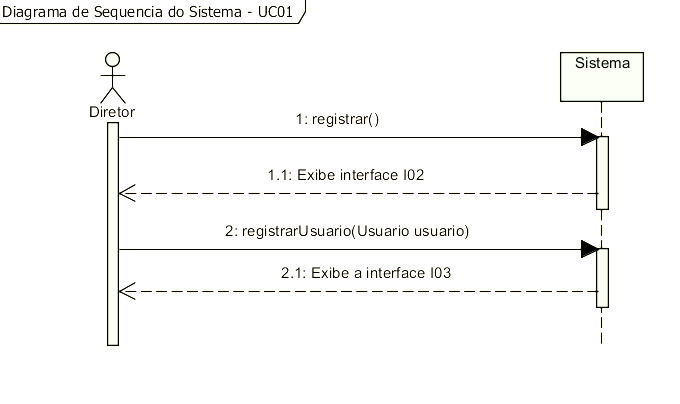 Diagrama de Sequencia do Sistema - UC01
Sistema
Diretor
1: registrar()
1.1: Exibe interface I02
2: registrarUsuario(Usuario usuario)
2.1: Exibe a interface I03